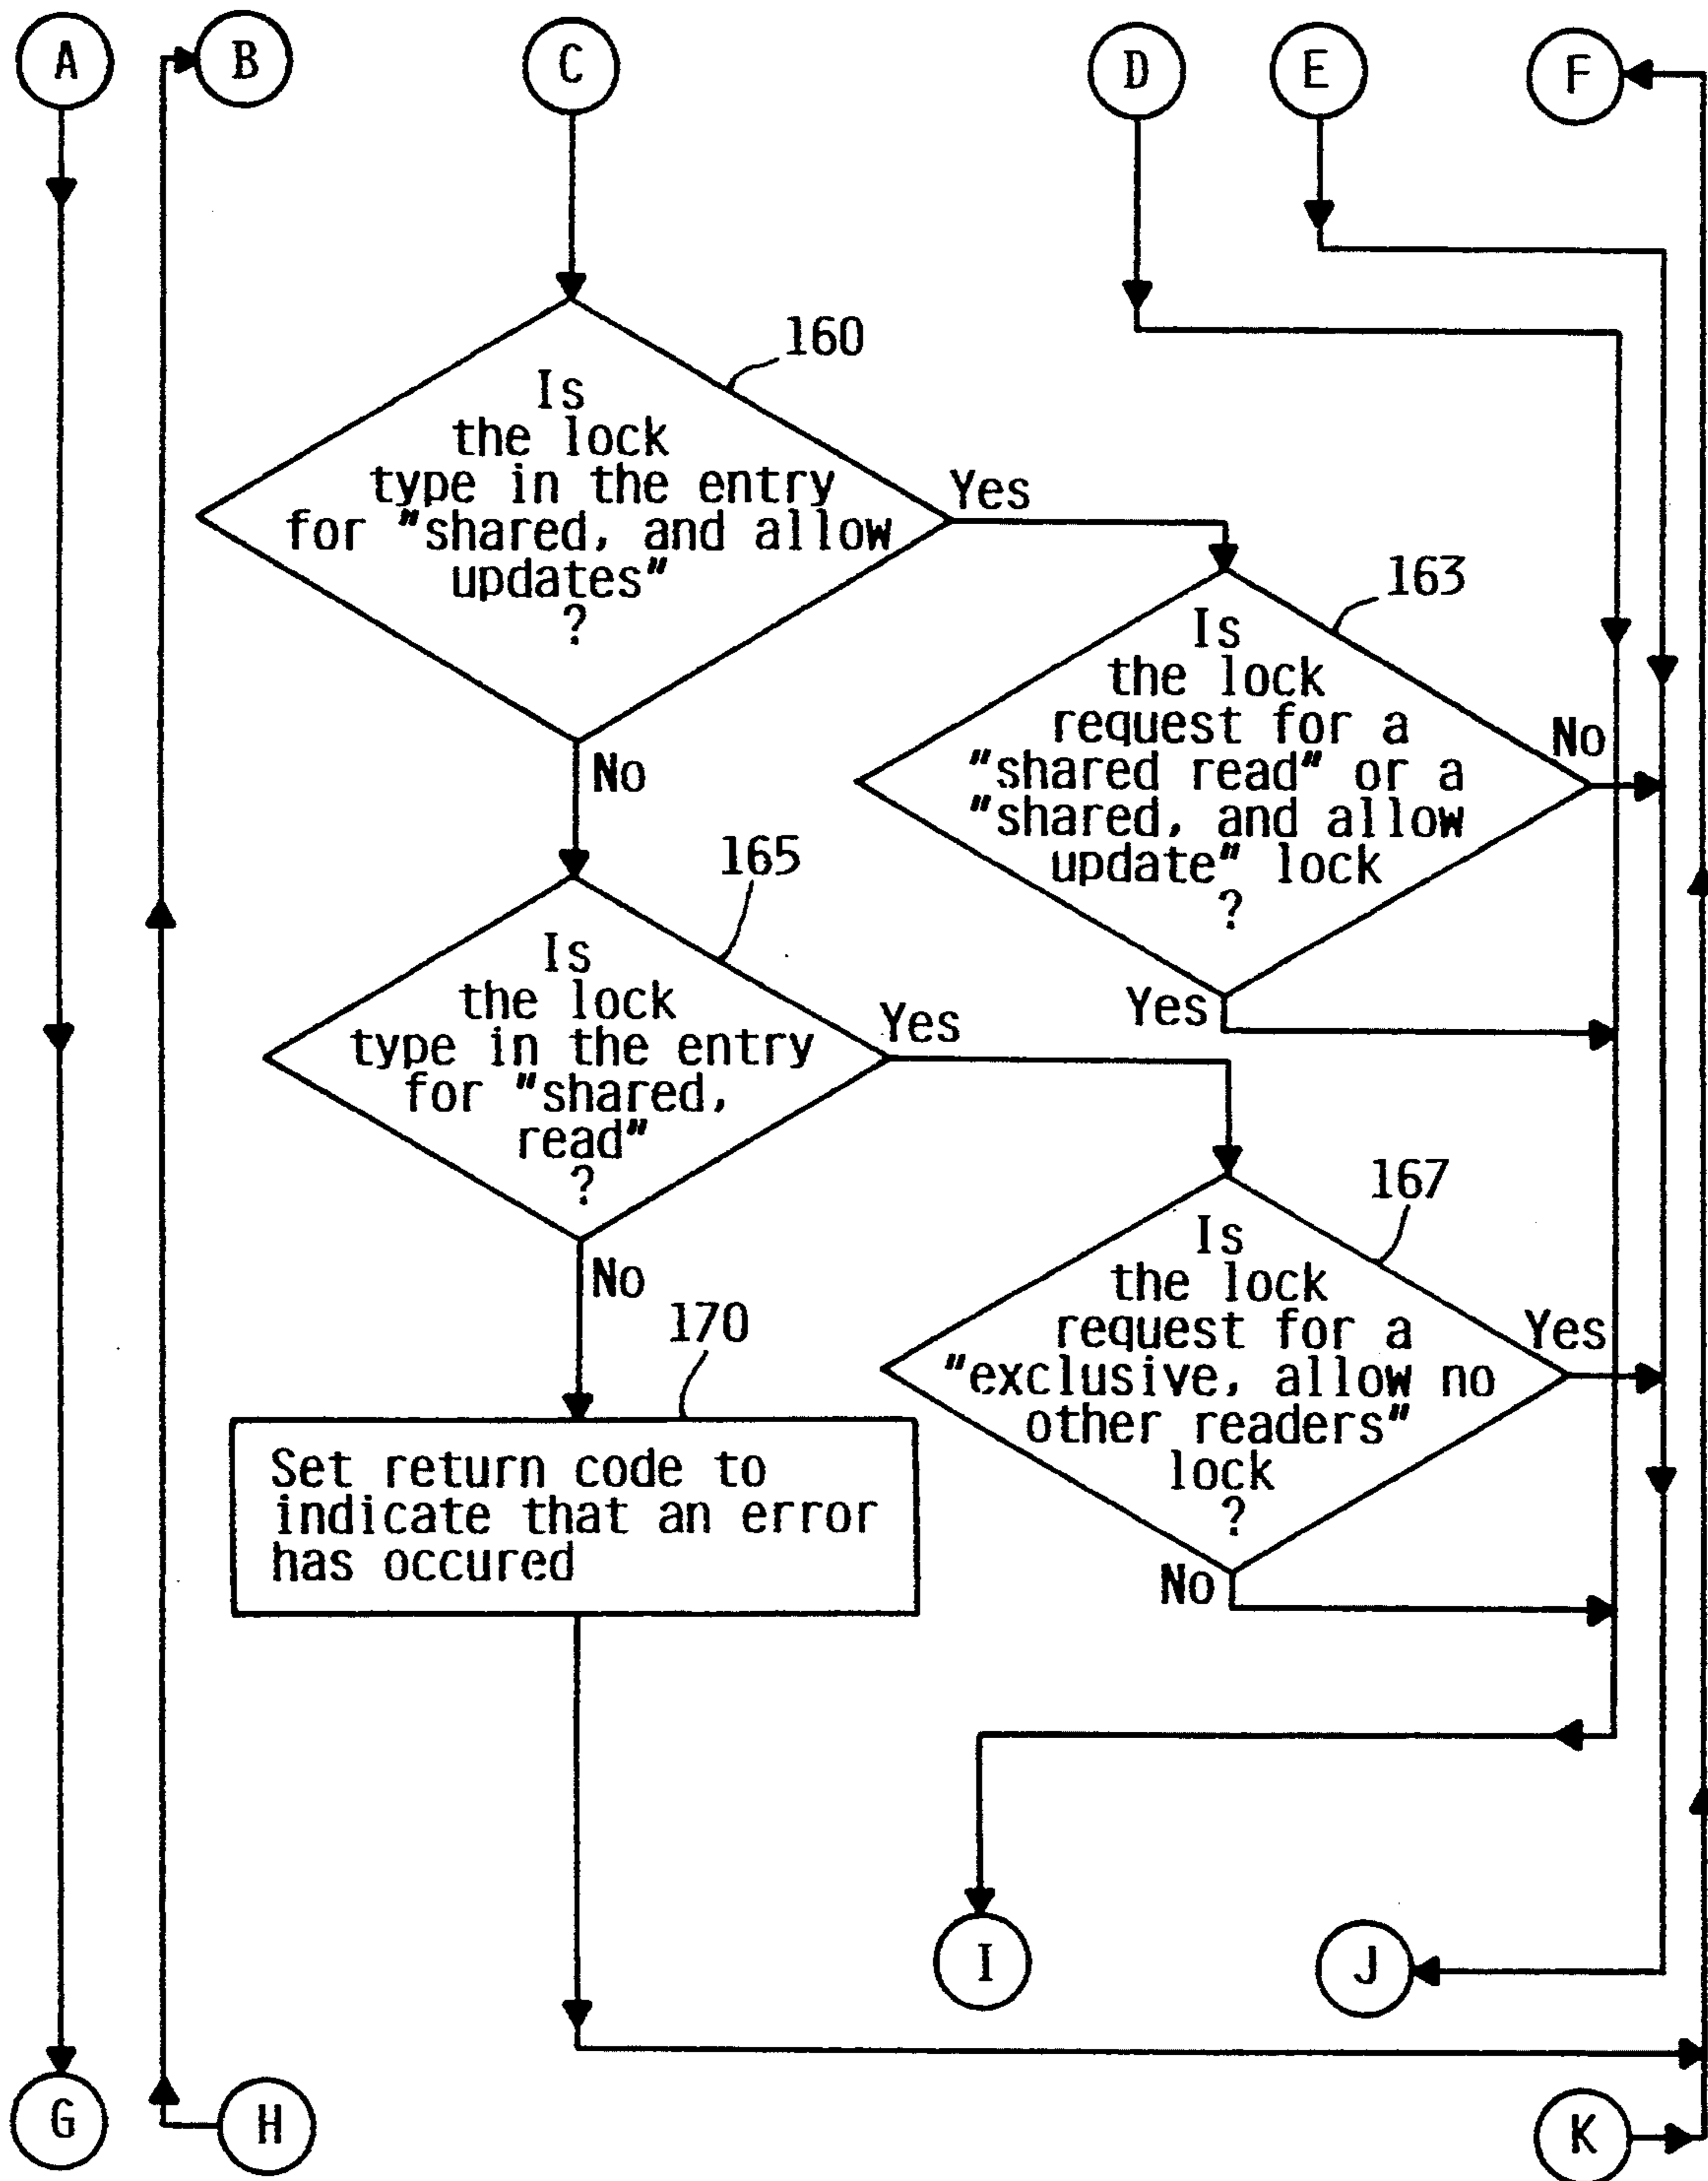 A
B
C
D
E
F
160
Is
the lock
type in the entry
for "shared, and allow
updates"
?
Yes
No
163
Is
the lock
request for a
"shared read" or a
"shared, and allow
update" lock
?
No
Yes
165
Is
the lock
type in the entry
for "shared,
read"
?
Yes
No
167
Is
the lock
request for a
"exclusive, allow no
other readers"
lock
?
Yes
No
170
Set return code to
indicate that an error
has occured
I
J
G
H
K